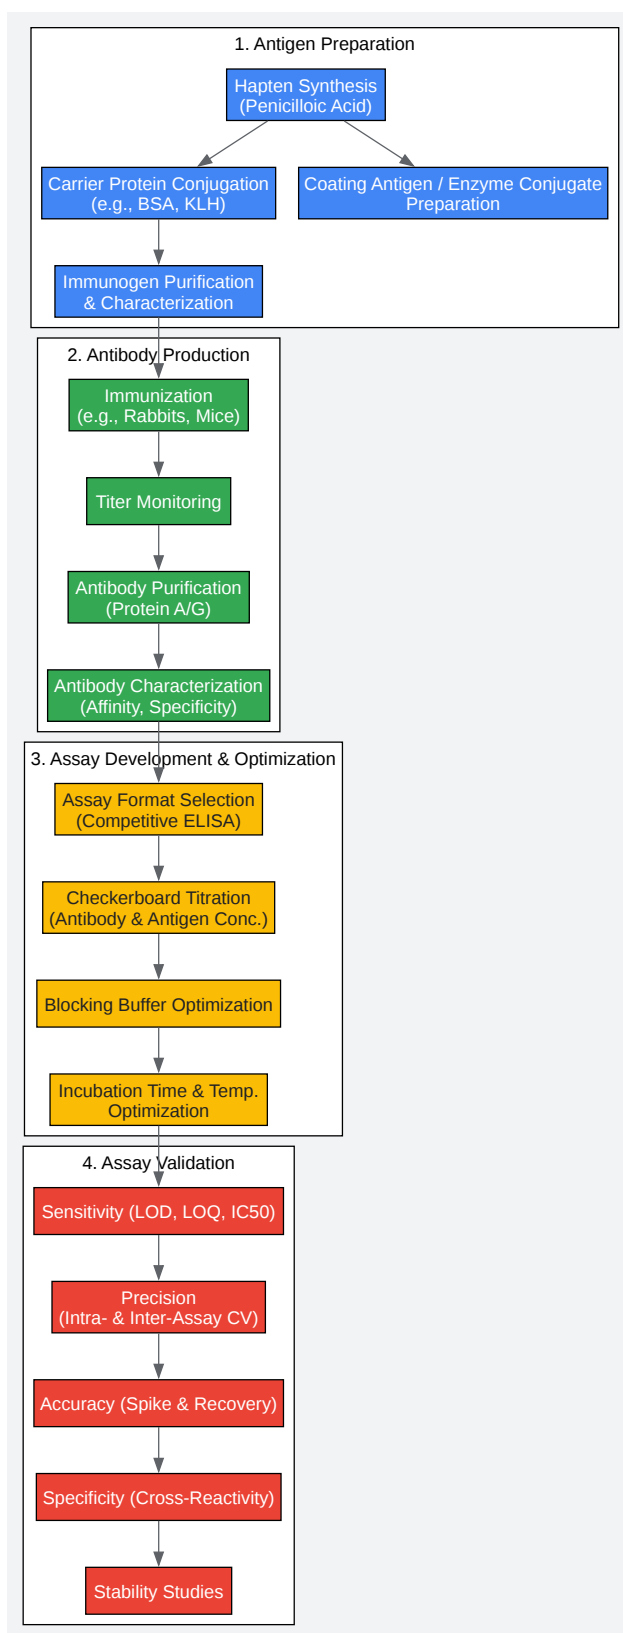 1. Antigen Preparation
Hapten Synthesis
(Penicilloic Acid)
Carrier Protein Conjugation
(e.g., BSA, KLH)
Coating Antigen / Enzyme Conjugate
Preparation
Immunogen Purification
& Characterization
2. Antibody Production
Immunization
(e.g., Rabbits, Mice)
Titer Monitoring
Antibody Purification
(Protein A/G)
Antibody Characterization
(Affinity, Specificity)
3. Assay Development & Optimization
Assay Format Selection
(Competitive ELISA)
Checkerboard Titration
(Antibody & Antigen Conc.)
Blocking Buffer Optimization
Incubation Time & Temp.
Optimization
4. Assay Validation
Sensitivity (LOD, LOQ, IC50)
Precision
(Intra- & Inter-Assay CV)
Accuracy (Spike & Recovery)
Specificity (Cross-Reactivity)
Stability Studies